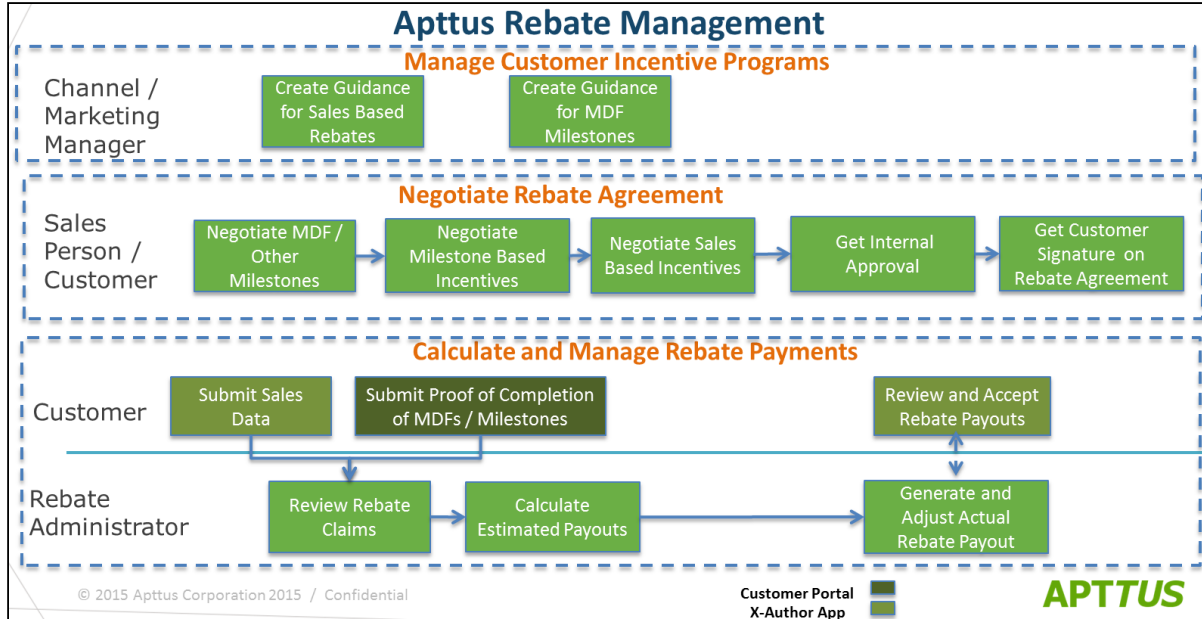 Apttus Rebate Management
Manage Customer Incentive Programs
Channel /
Marketing
Manager
Create Guidance
for Sales Based
Rebates
Create Guidance
for MDF
Milestones
Negotiate Rebate Agreement
Sales
Person /
Customer
Negotiate MDF /
Other
Milestones
Negotiate
Milestone Based
Incentives
Negotiate Sales
Based Incentives
Get Internal
Approval
Get Customer
Signature on
Rebate Agreement
Calculate and Manage Rebate Payments
Customer
Submit Sales
Data
Submit Proof of Completion
of MDFs / Milestones
Review and Accept
Rebate Payouts
Rebate
Administrator
Review Rebate
Claims
Calculate
Estimated Payouts
Generate and
Adjust Actual
Rebate Payout
© 2015 Apttus Corporation 2015 / Confidential
Customer Portal
X-Author App
APTTUS